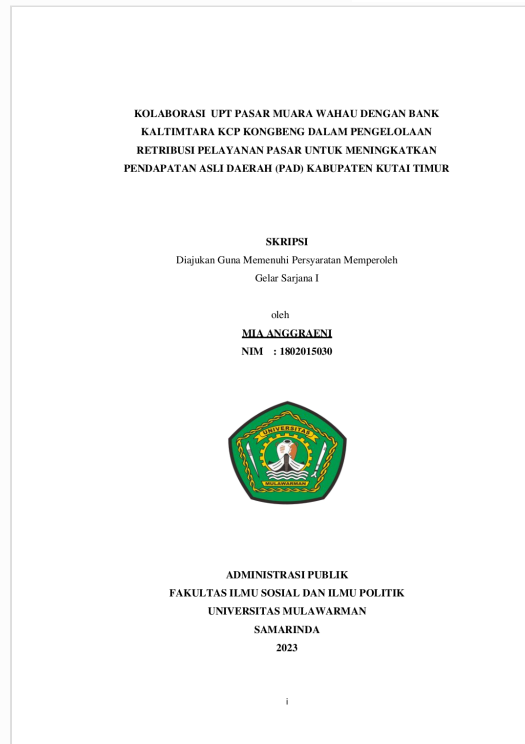 KOLABORASI UPT PASAR MUARA WAHAU DENGAN BANK
KALTIMTARA KCP KONGBENG DALAM PENGELOLAAN
RETRIBUSI PELAYANAN PASAR UNTUK MENINGKATKAN
PENDAPATAN ASLI DAERAH (PAD) KABUPATEN KUTAI TIMUR
SKRIPSI
Diajukan Guna Memenuhi Persyaratan Memperoleh
Gelar Sarjana I
oleh
MIA ANGGRAENI
NIM : 1802015030
UNIVERSITAS
MULAWARMAN
ADMINISTRASI PUBLIK
FAKULTAS ILMU SOSIAL DAN ILMU POLITIK
UNIVERSITAS MULAWARMAN
SAMARINDA
2023
i